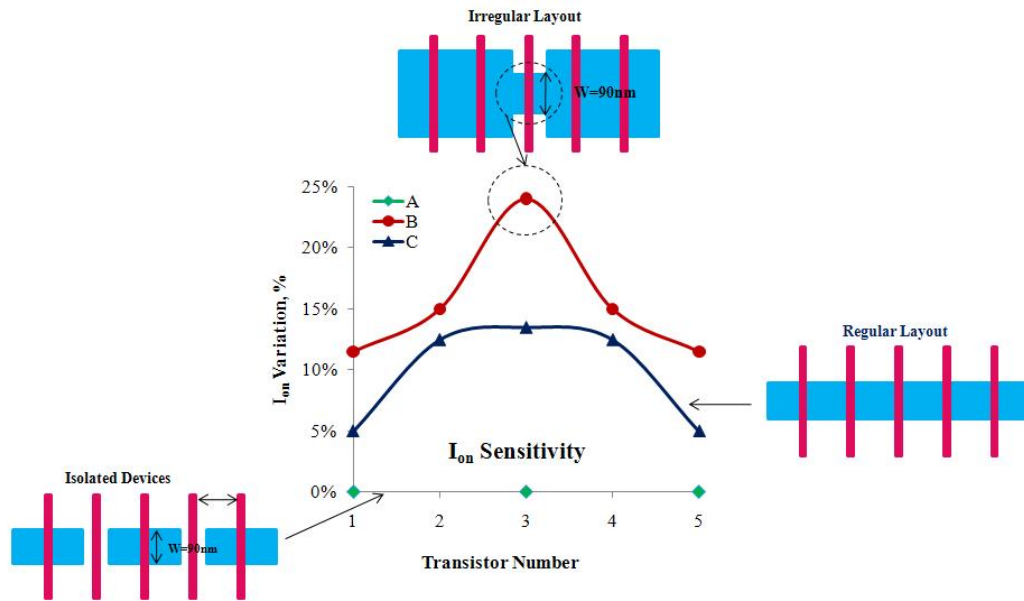 Irregular Layout
W=90nm
25%
20%
15%
10%
5%
0%
A
B
C
Ion Variation, %
Ion Sensitivity
1 2 3 4 5
Transistor Number
Regular Layout
Isolated Devices
W=90nm